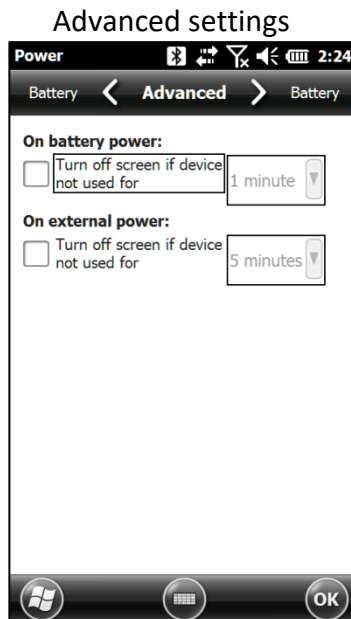 Advanced settings
Power 2:24
Battery Advanced Battery
On battery power:
Turn off screen if device
not used for
1 minute
On external power:
Turn off screen if device
not used for
5 minutes
OK